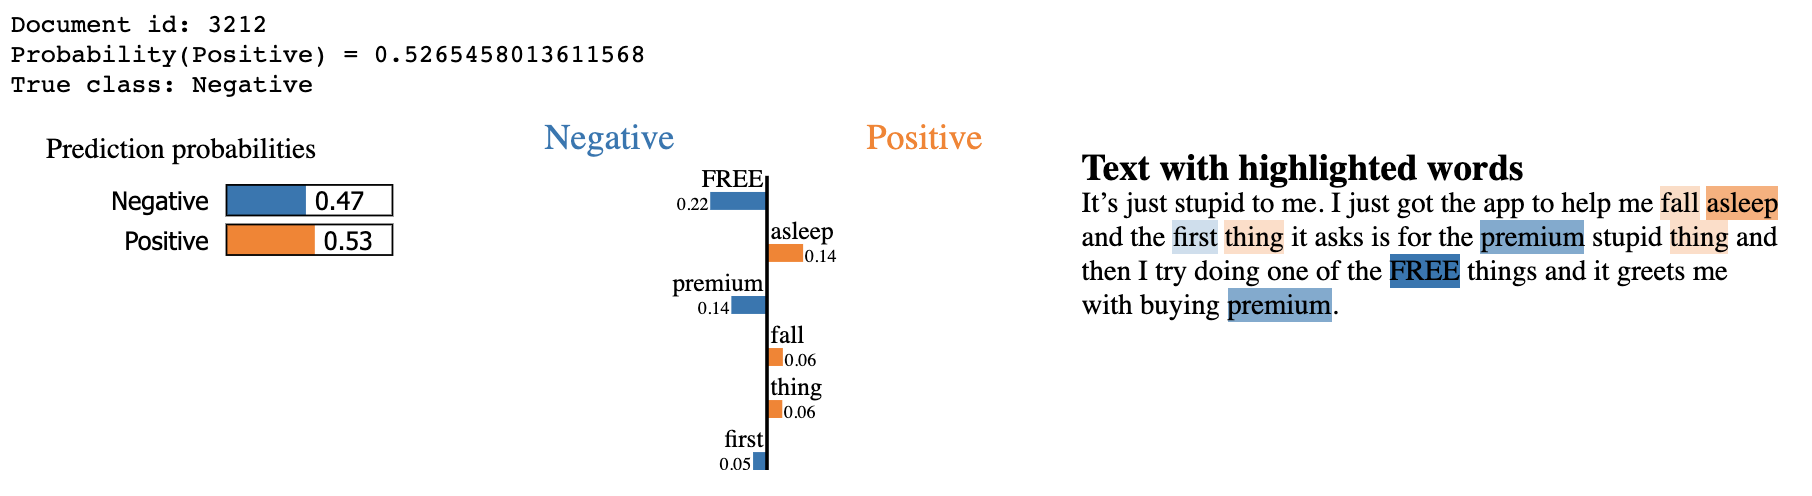 Document id: 3212
Probability(Positive) = 0.5265458013611568
True class: Negative
Prediction probabilities
Negative 0.47
Positive 0.53
Negative Positive
FREE
0.22
asleep
0.14
premium
0.14
fall
0.06
thing
0.06
first
0.05
Text with highlighted words
It’s just stupid to me. I just got the app to help me fall asleep
and the first thing it asks is for the premium stupid thing and
then I try doing one of the FREE things and it greets me
with buying premium.